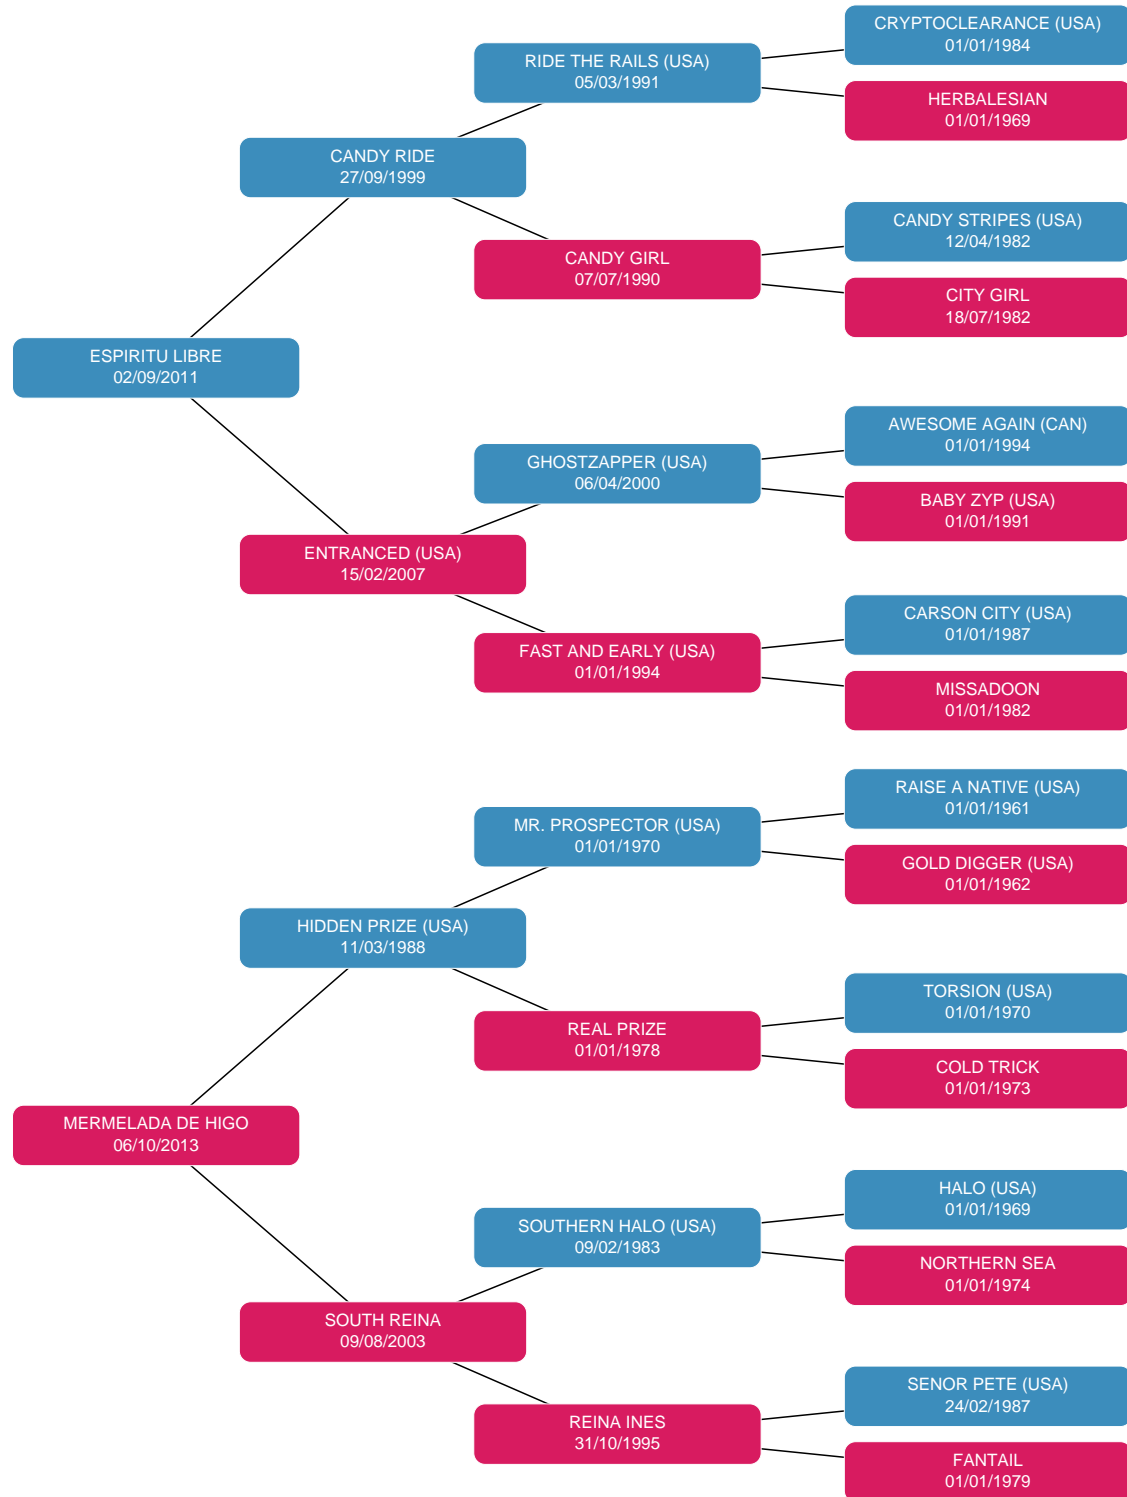 CRYPTOCLEARANCE (USA)
01/01/1984
RIDE THE RAILS (USA)
05/03/1991
HERBALESIAN
01/01/1969
CANDY RIDE
27/09/1999
CANDY STRIPES (USA)
12/04/1982
CANDY GIRL
07/07/1990
CITY GIRL
18/07/1982
ESPIRITU LIBRE
02/09/2011
AWESOME AGAIN (CAN)
01/01/1994
GHOSTZAPPER (USA)
06/04/2000
BABY ZYP (USA)
01/01/1991
ENTRANCED (USA)
15/02/2007
CARSON CITY (USA)
01/01/1987
FAST AND EARLY (USA)
01/01/1994
MISSADOON
01/01/1982
RAISE A NATIVE (USA)
01/01/1961
MR. PROSPECTOR (USA)
01/01/1970
GOLD DIGGER (USA)
01/01/1962
HIDDEN PRIZE (USA)
11/03/1988
TORSION (USA)
01/01/1970
REAL PRIZE
01/01/1978
COLD TRICK
01/01/1973
MERMELADA DE HIGO
06/10/2013
HALO (USA)
01/01/1969
SOUTHERN HALO (USA)
09/02/1983
NORTHERN SEA
01/01/1974
SOUTH REINA
09/08/2003
SENOR PETE (USA)
24/02/1987
REINA INES
31/10/1995
FANTAIL
01/01/1979